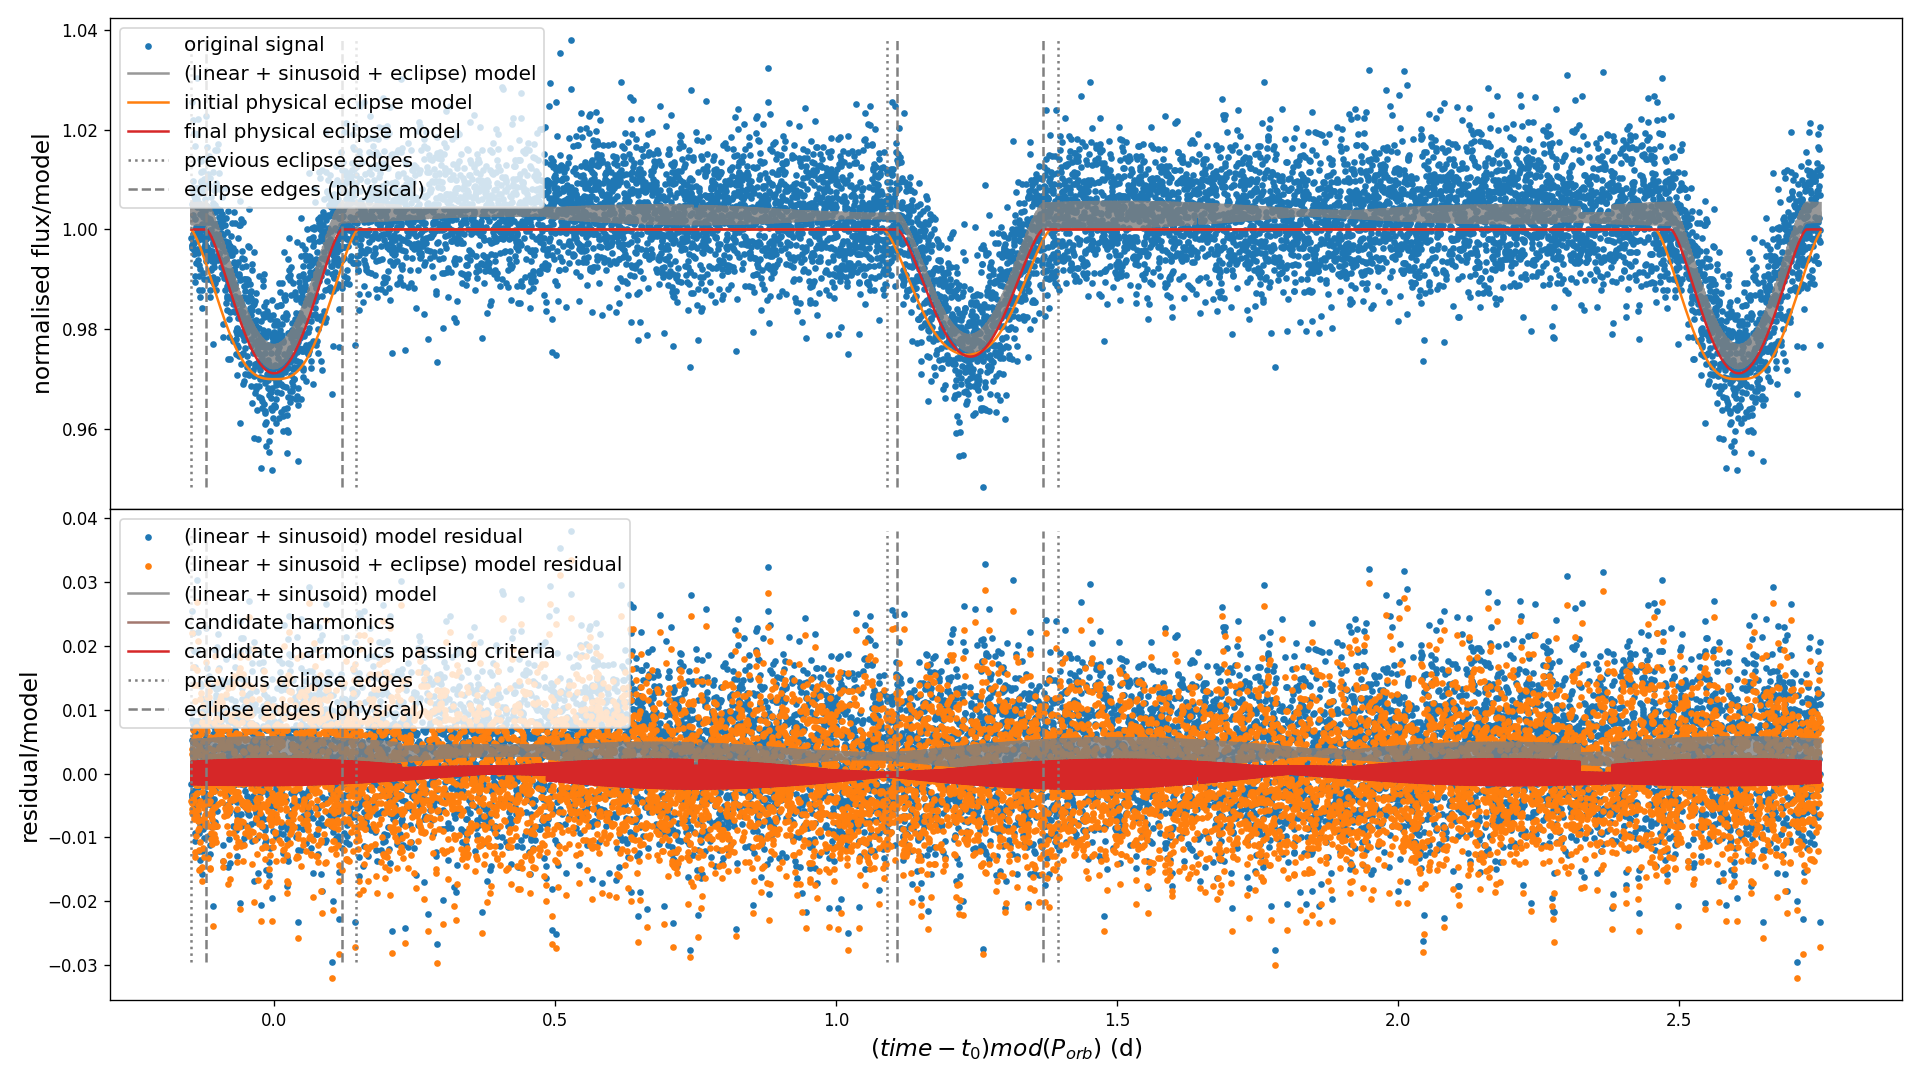 original signal
(linear + sinusoid + eclipse) model
initial physical eclipse model
final physical eclipse model
previous eclipse edges
eclipse edges (physical)
1.04
1.02
1.00
0.98
0.96
normalised flux/model
(linear + sinusoid) model residual
(linear + sinusoid + eclipse) model residual
(linear + sinusoid) model
candidate harmonics
candidate harmonics passing criteria
previous eclipse edges
eclipse edges (physical)
0.04
0.03
0.02
0.01
0.00
−0.01
−0.02
−0.03
residual/model
0.0 0.5 1.0 1.5 2.0 2.5
(time − t₀)mod(P_orb) (d)